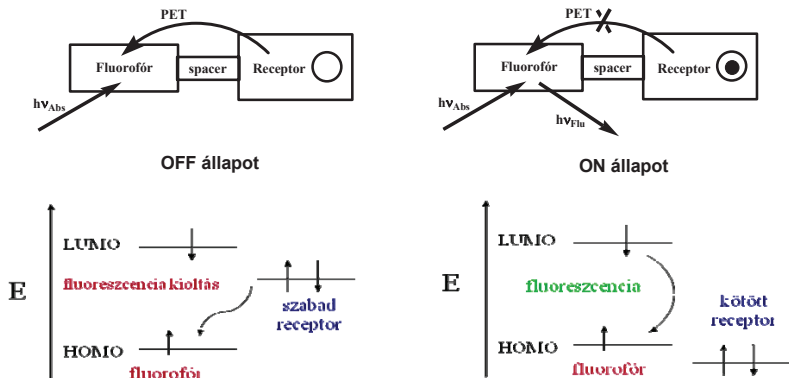 PET
Fluorofór
spacer
Receptor
hνAbs
OFF állapot
PET
Fluorofór
spacer
Receptor
hνAbs
hνFlu
ON állapot
E
LUMO
fluoreszcencia kioltás
szabad
receptor
HOMO
fluorofór
E
LUMO
fluoreszcencia
kötött
receptor
HOMO
fluorofór